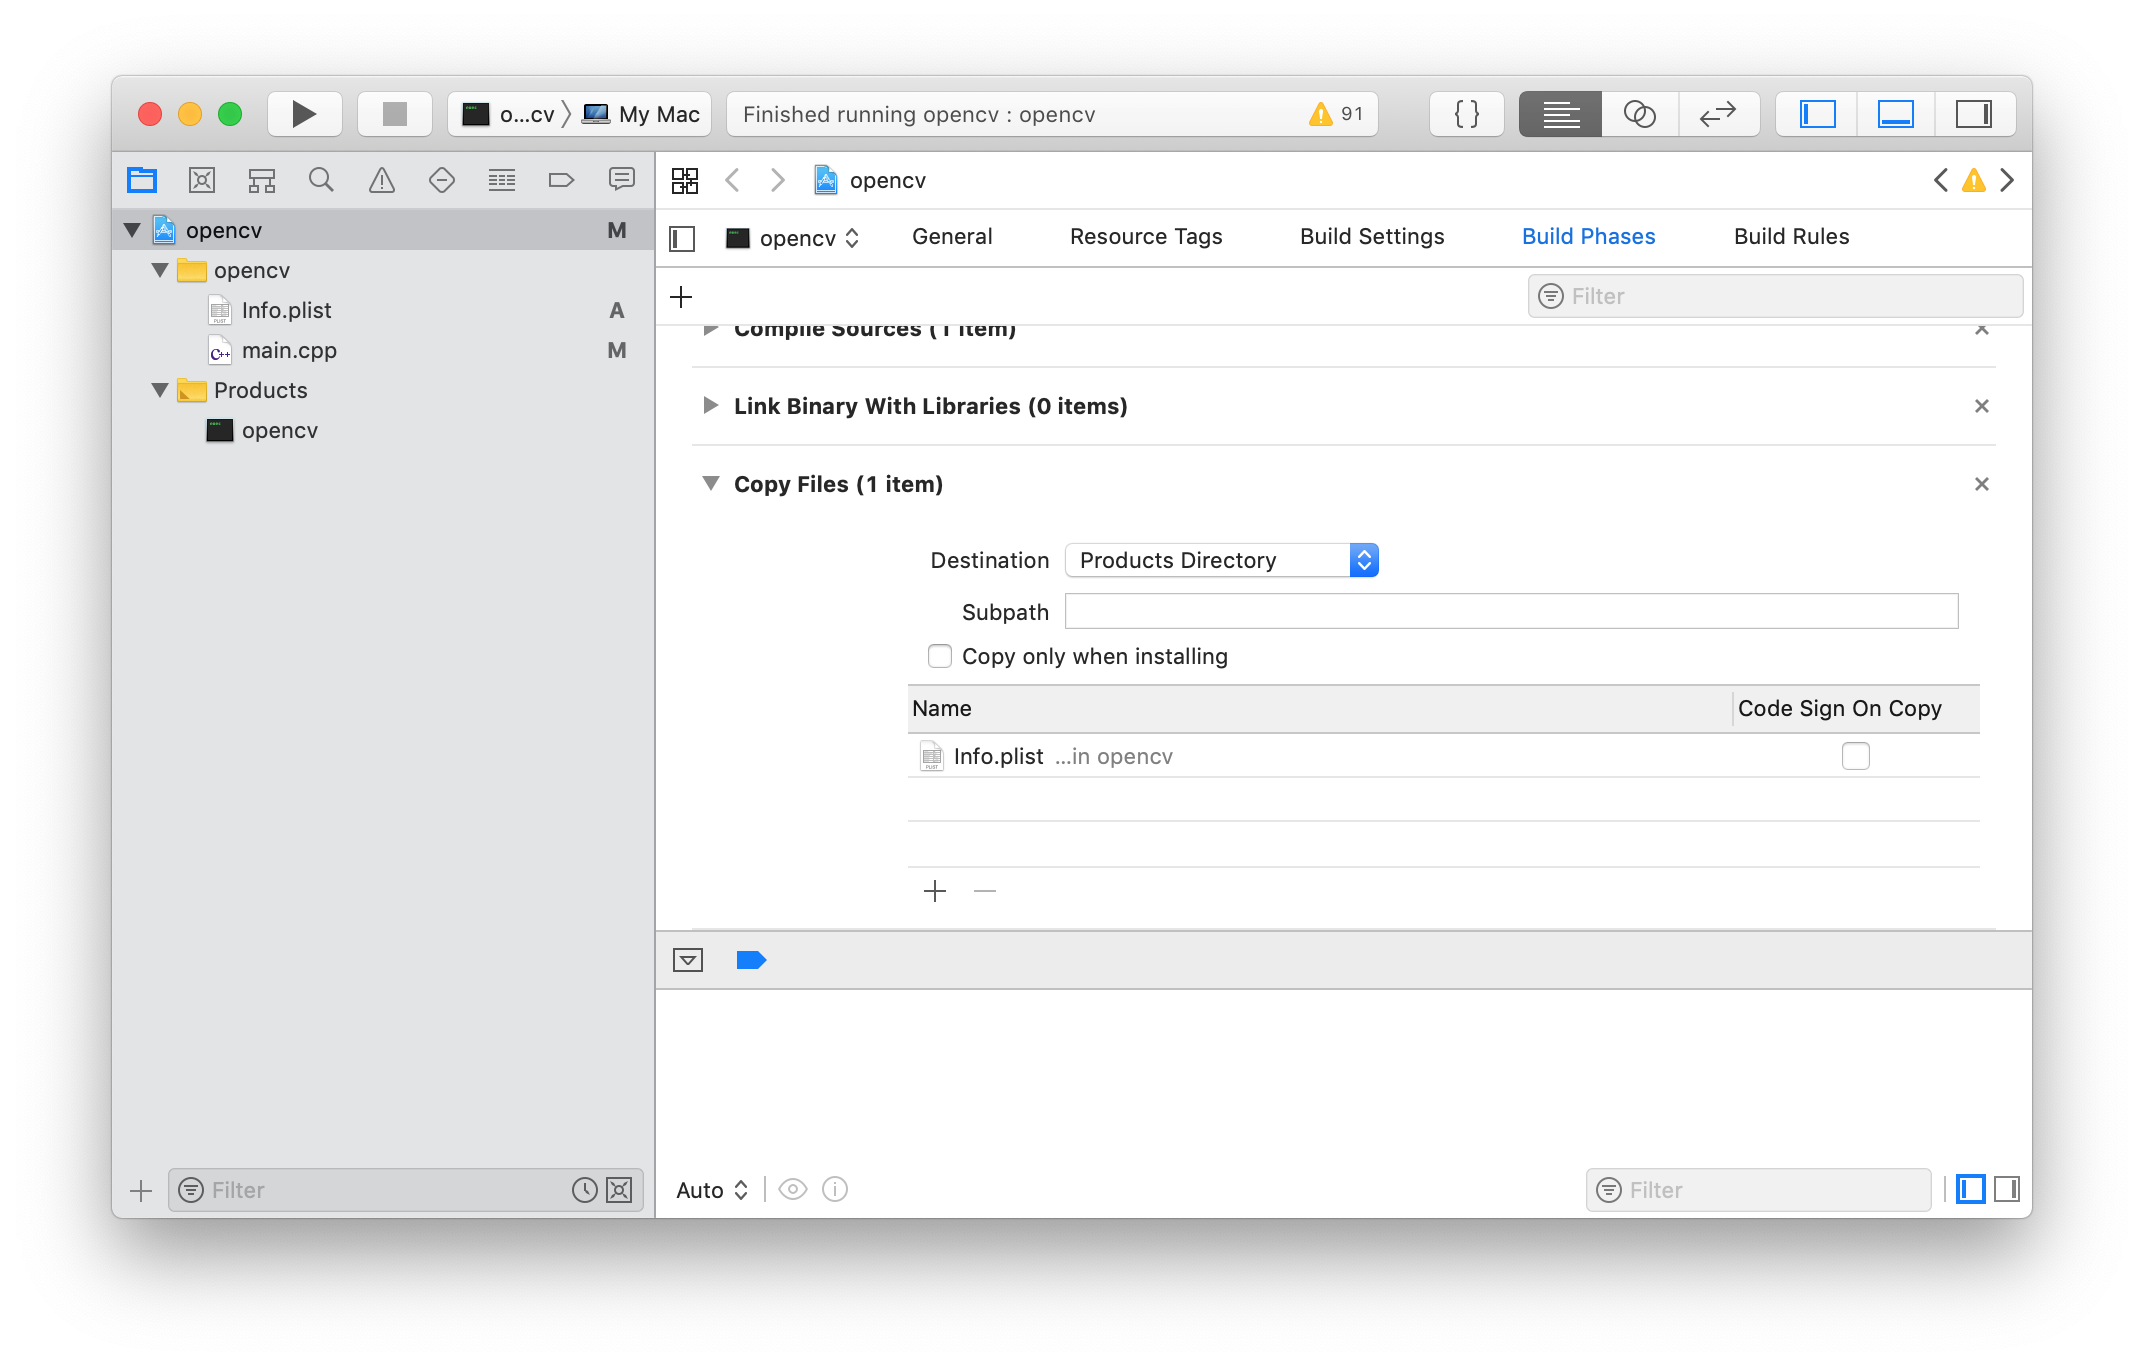 o...cv My Mac
Finished running opencv : opencv
91
{ }
opencv M
opencv
Info.plist A
main.cpp M
Products
opencv
Filter
opencv
opencv
General
Resource Tags
Build Settings
Build Phases
Build Rules
Filter
Compile Sources (1 item)
Link Binary With Libraries (0 items)
Copy Files (1 item)
Destination Products Directory
Subpath
Copy only when installing
Name Code Sign On Copy
Info.plist ...in opencv
Auto
Filter